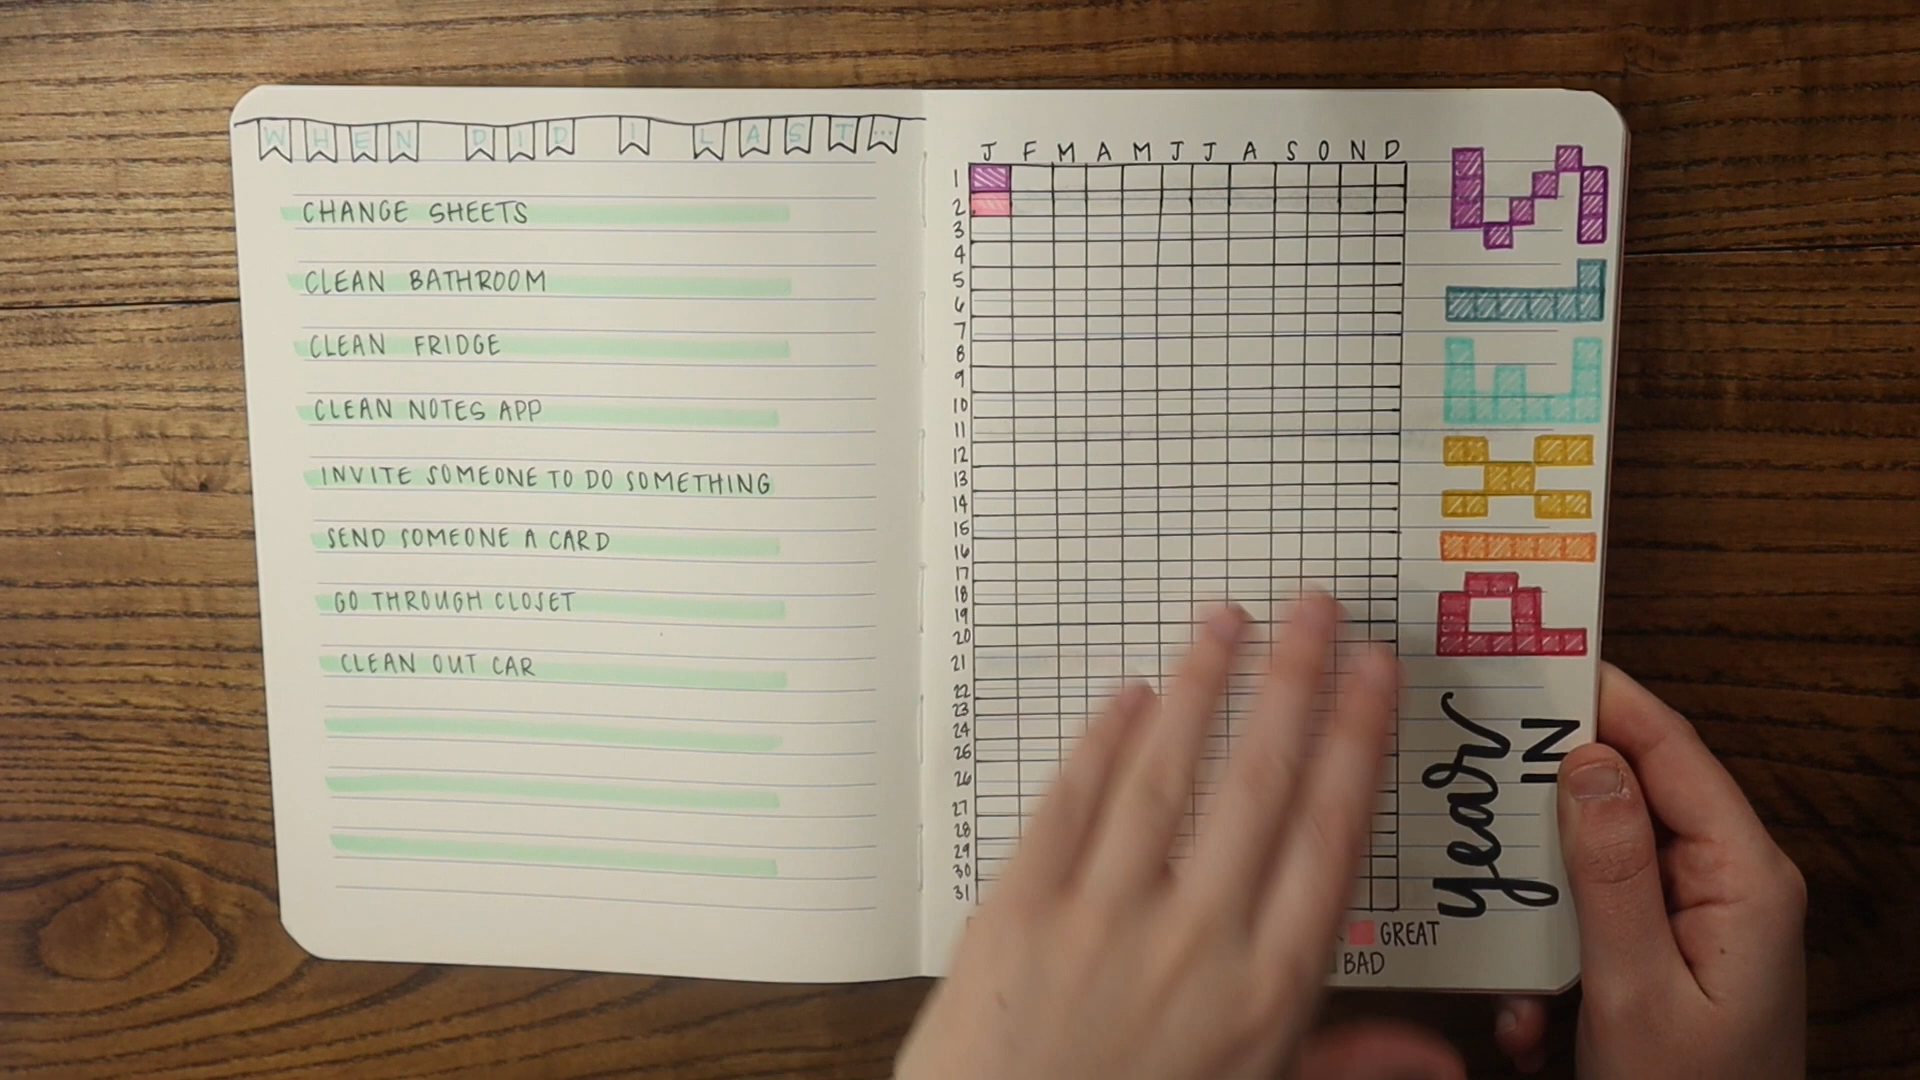 WHEN DID I LAST...
CHANGE SHEETS
CLEAN BATHROOM
CLEAN FRIDGE
CLEAN NOTES APP
INVITE SOMEONE TO DO SOMETHING
SEND SOMEONE A CARD
GO THROUGH CLOSET
CLEAN OUT CAR
J F M A M J J A S O N D
1
2
3
4
5
6
7
8
9
10
11
12
13
14
15
16
17
18
19
20
21
22
23
24
25
26
27
28
29
30
31
GREAT
BAD
year
IN
PIXELS